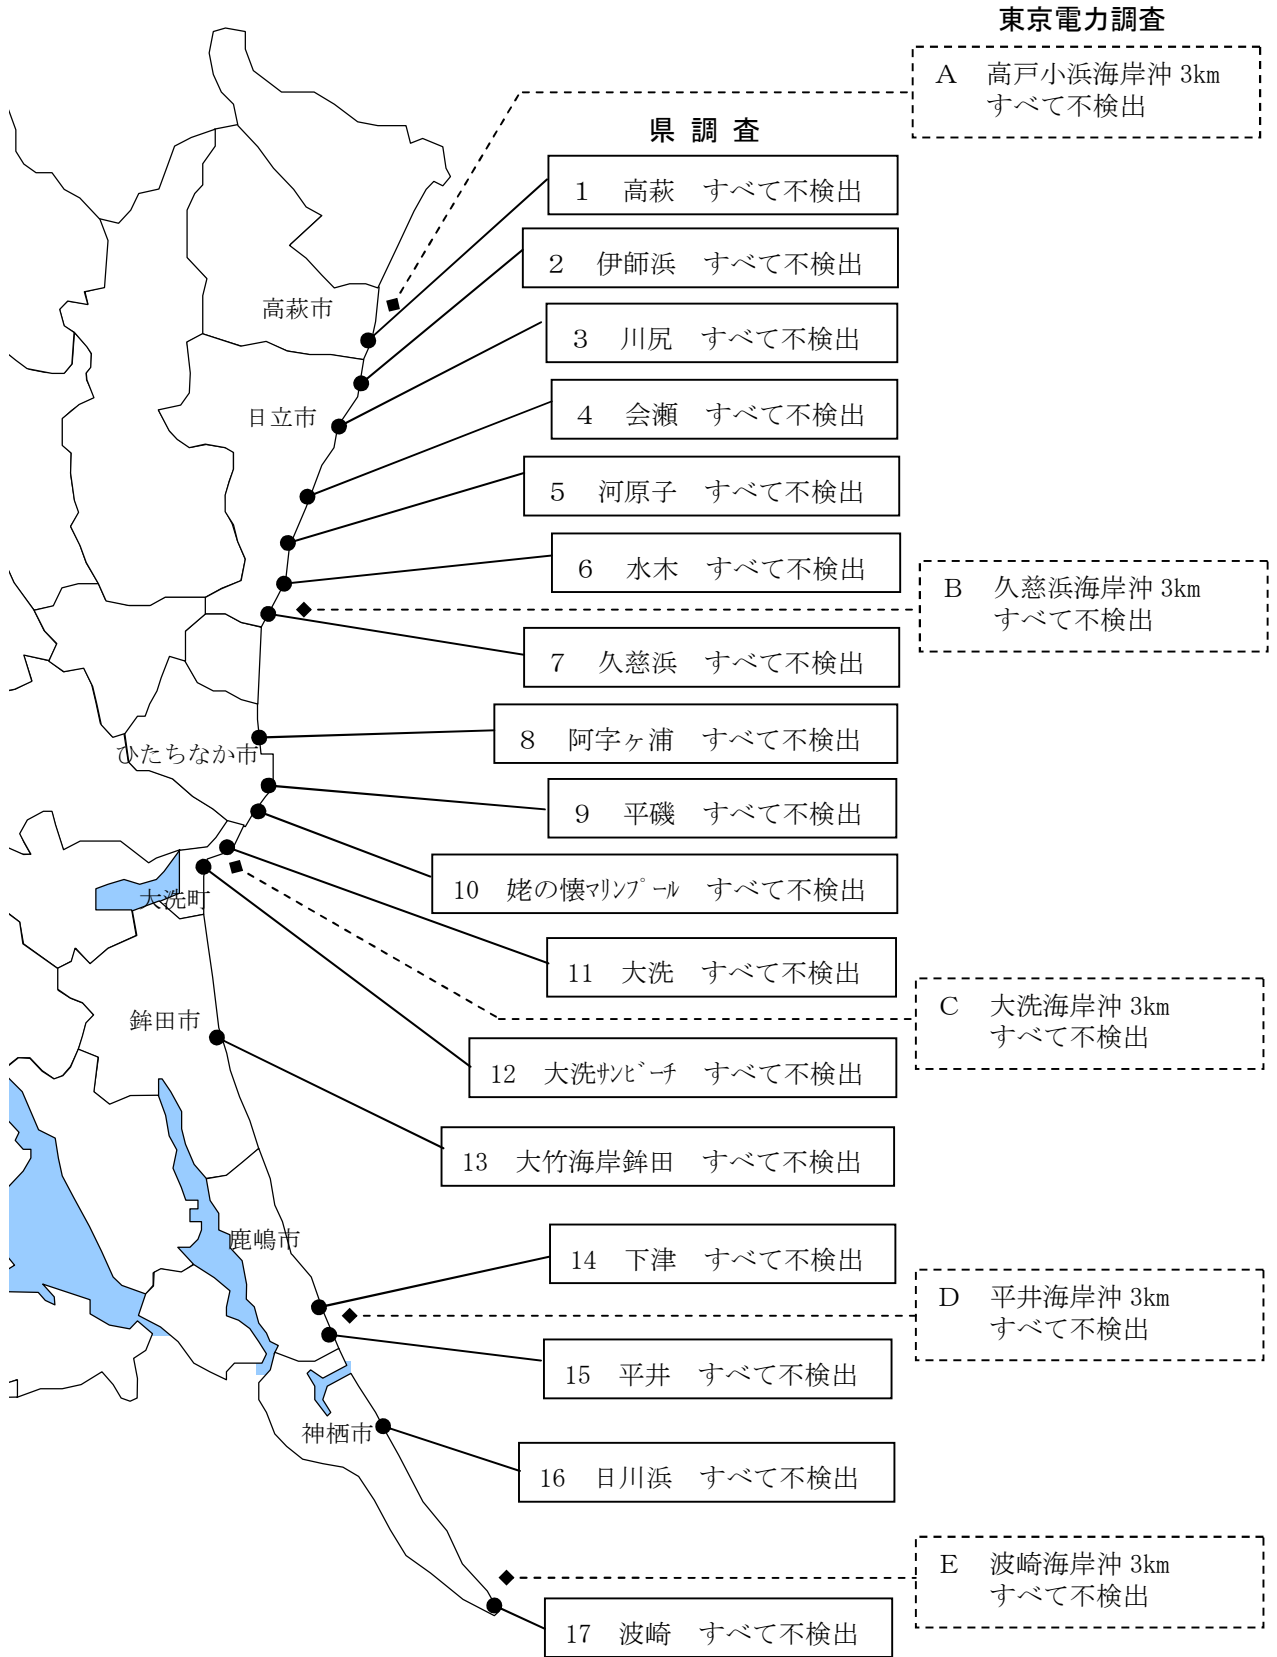 東京電力調査
A 高戸小浜海岸沖 3km
すべて不検出
県 調 査
1 高萩 すべて不検出
2 伊師浜 すべて不検出
高萩市
3 川尻 すべて不検出
日立市
4 会瀬 すべて不検出
5 河原子 すべて不検出
6 水木 すべて不検出
B 久慈浜海岸沖 3km
すべて不検出
7 久慈浜 すべて不検出
8 阿字ヶ浦 すべて不検出
ひたちなか市
9 平磯 すべて不検出
10 姥の懐ﾏﾘﾝﾌﾟｰﾙ すべて不検出
大洗町
11 大洗 すべて不検出
C 大洗海岸沖 3km
すべて不検出
鉾田市
12 大洗ｻﾝﾋﾞｰﾁ すべて不検出
13 大竹海岸鉾田 すべて不検出
鹿嶋市
14 下津 すべて不検出
D 平井海岸沖 3km
すべて不検出
15 平井 すべて不検出
神栖市
16 日川浜 すべて不検出
E 波崎海岸沖 3km
すべて不検出
17 波崎 すべて不検出